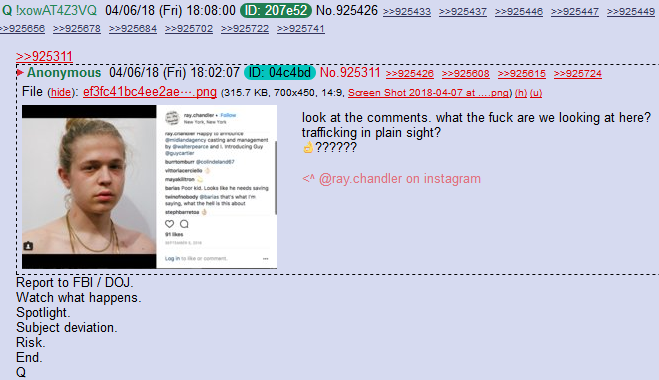 Q !xowAT4Z3VQ 04/06/18 (Fri) 18:08:00 ID: 207e52 No.925426 >>925433 >>925437 >>925446 >>925447 >>925449
>>925656 >>925678 >>925684 >>925702 >>925722 >>925741
>>925311
▶ Anonymous 04/06/18 (Fri) 18:02:07 ID: 04c4bd No.925311 >>925426 >>925608 >>925615 >>925724
File (hide): ef3fc41bc4ee2ae⋯.png (315.7 KB, 700x450, 14:9, Screen Shot 2018-04-07 at ….png) (h) (u)
ray.chandler • Follow
New York, New York
ray.chandler Happy to announce
@midlandagency casting and management
by @walterpearce and I. Introducing Guy
@guycartier
burrtomburr @colindeland67
vittoriacerciello 👌🏻
mayakilitron 💫
barias Poor kid, Looks like he needs saving
twinofnobody @barias that's what I'm
saying, what the hell is this about
stephbarretoa 👌🏻
91 likes
SEPTEMBER 5, 2016
Log in to like or comment.
•••
look at the comments. what the fuck are we looking at here?
trafficking in plain sight?
👌??????
<^ @ray.chandler on instagram
Report to FBI / DOJ.
Watch what happens.
Spotlight.
Subject deviation.
Risk.
End.
Q